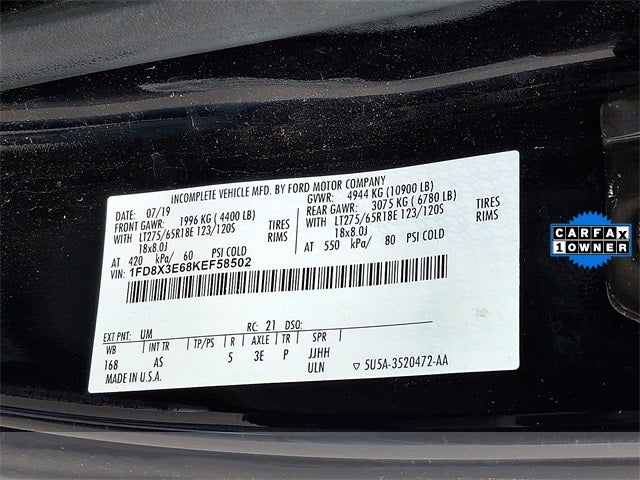 INCOMPLETE VEHICLE MFD. BY FORD MOTOR COMPANY
DATE: 07/19 GVWR: 4944 KG (10900 LB)
FRONT GAWR: 1996 KG (4400 LB) REAR GAWR: 3075 KG (6780 LB)
WITH LT275/65R18E 123/120S TIRES WITH LT275/65R18E 123/120S TIRES
18x8.0J RIMS 18x8.0J RIMS
AT 420 kPa/ 60 PSI COLD AT 550 kPa/ 80 PSI COLD
VIN: 1FD8X3E68KEF58502
EXT PNT: UM RC: 21 DSO:
WB INT TR TP/PS R AXLE TR SPR
168 AS 5 3E P JJHH
ULN ▽ 5U5A-3520472-AA
MADE IN U.S.A.
CARFAX
1 OWNER